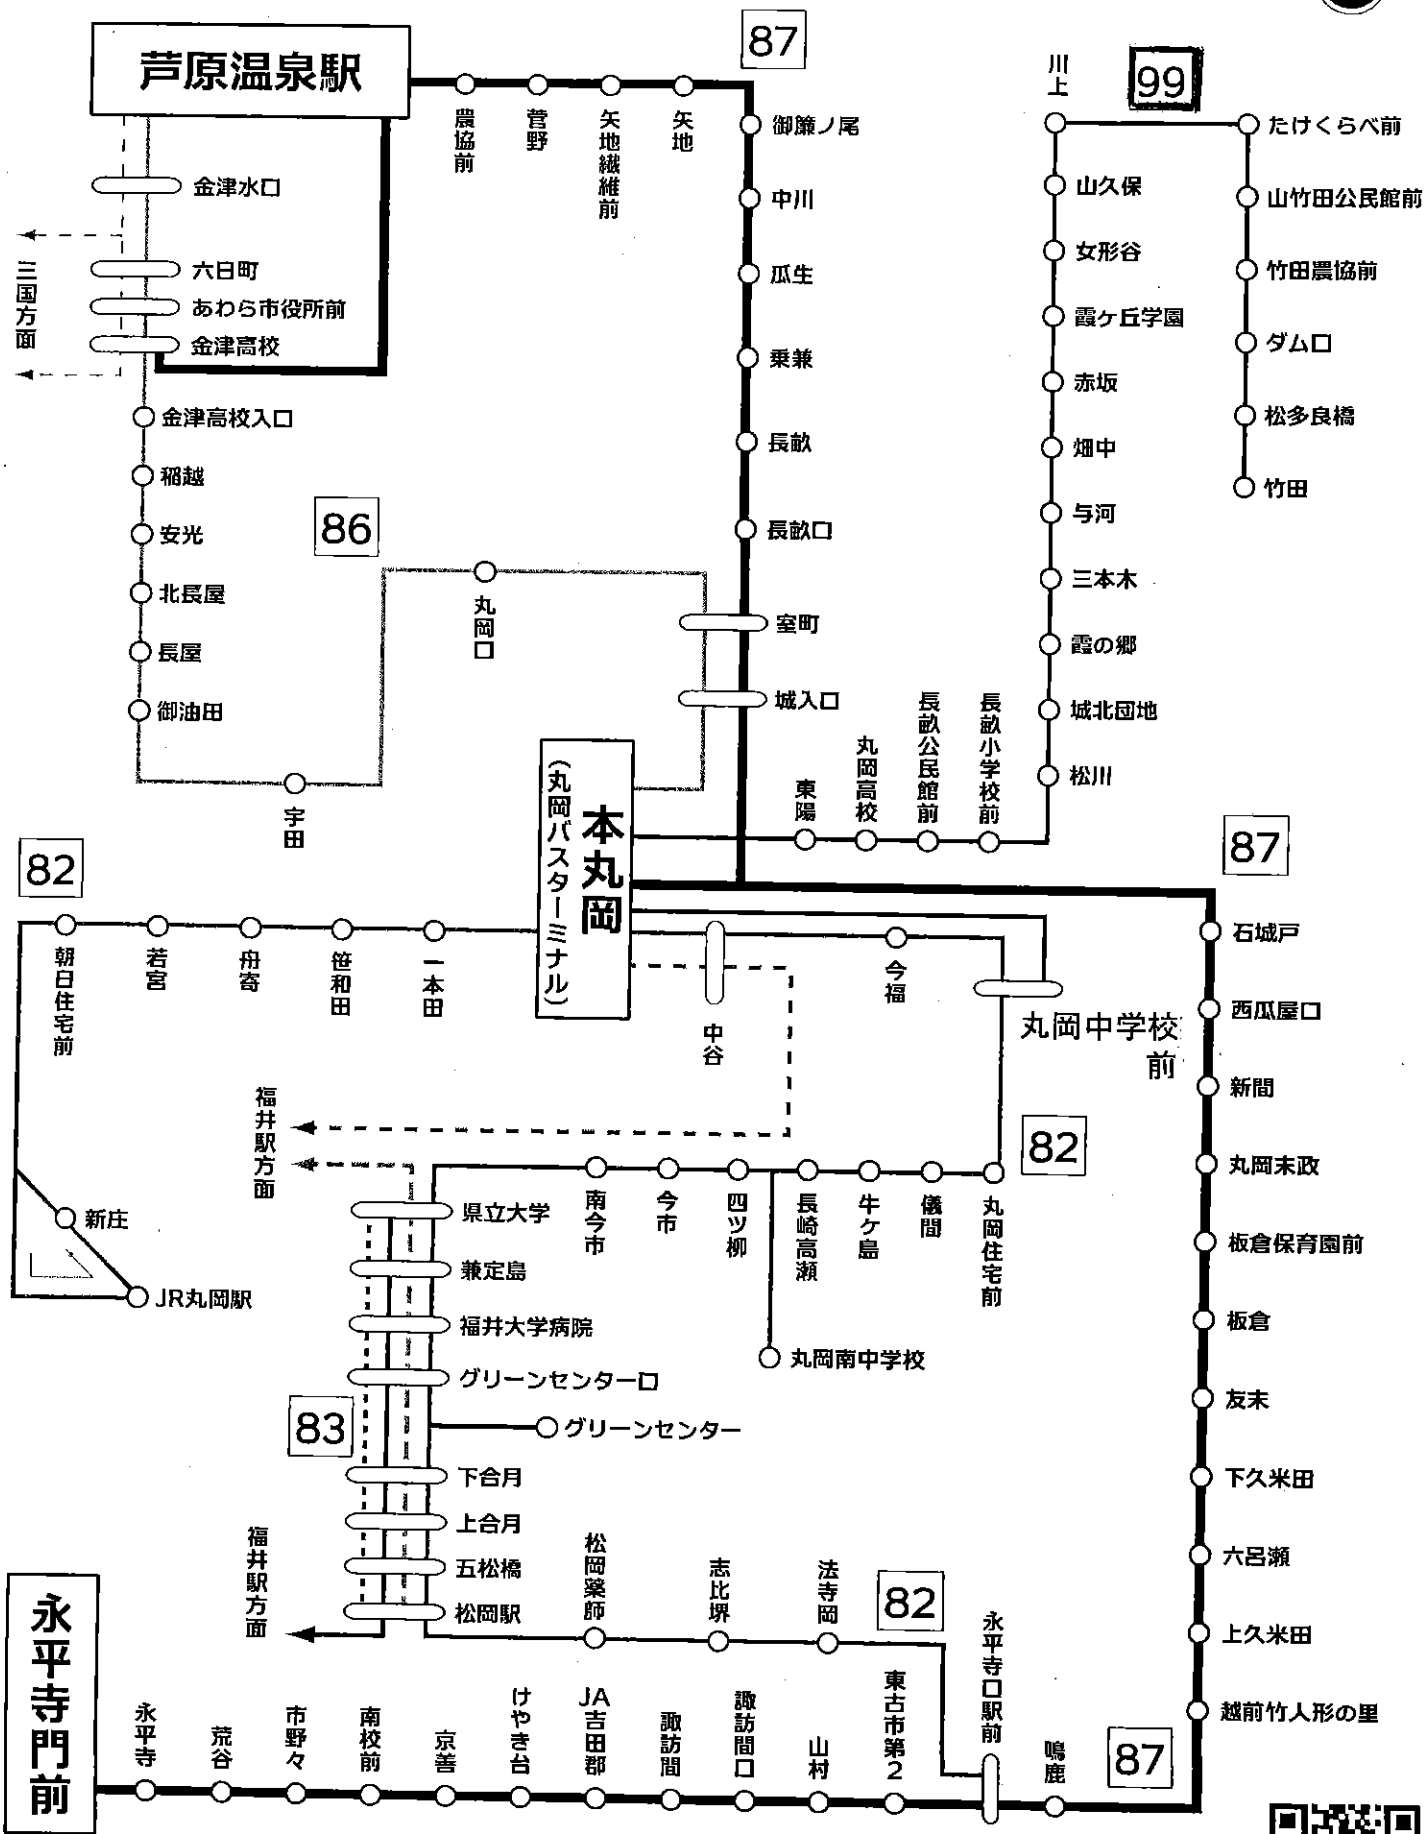 芦原温泉駅
87
農協前
菅野
矢地繊維前
矢地
御簾ノ尾
中川
瓜生
乗兼
長畝
長畝口
室町
城入口
川上
99
たけくらべ前
山竹田公民館前
竹田農協前
ダム口
松多良橋
竹田
山久保
女形谷
霞ケ丘学園
赤坂
畑中
与河
三本木
霞の郷
城北団地
松川
長畝小学校前
長畝公民館前
丸岡高校
東陽
金津水口
六日町
あわら市役所前
金津高校
三国方面
金津高校入口
稲越
安光
北長屋
長屋
御油田
86
宇田
丸岡口
本丸岡
(丸岡バスターミナル)
82
朝日住宅前
若宮
舟寄
笹和田
一本田
新庄
JR丸岡駅
中谷
今福
丸岡中学校
前
福井駅方面
82
丸岡住宅前
儀間
牛ケ島
長崎高瀬
四ツ柳
今市
南今市
丸岡南中学校
県立大学
兼定島
福井大学病院
グリーンセンター口
グリーンセンター
83
下合月
上合月
五松橋
松岡駅
福井駅方面
松岡薬師
志比堺
法寺岡
82
永平寺口駅前
87
石城戸
西瓜屋口
新間
丸岡末政
板倉保育園前
板倉
友末
下久米田
六呂瀬
上久米田
越前竹人形の里
87
鳴鹿
東古市第2
山村
諏訪間口
諏訪間
JA吉田郡
けやき台
京善
南校前
市野々
荒谷
永平寺
永平寺門前